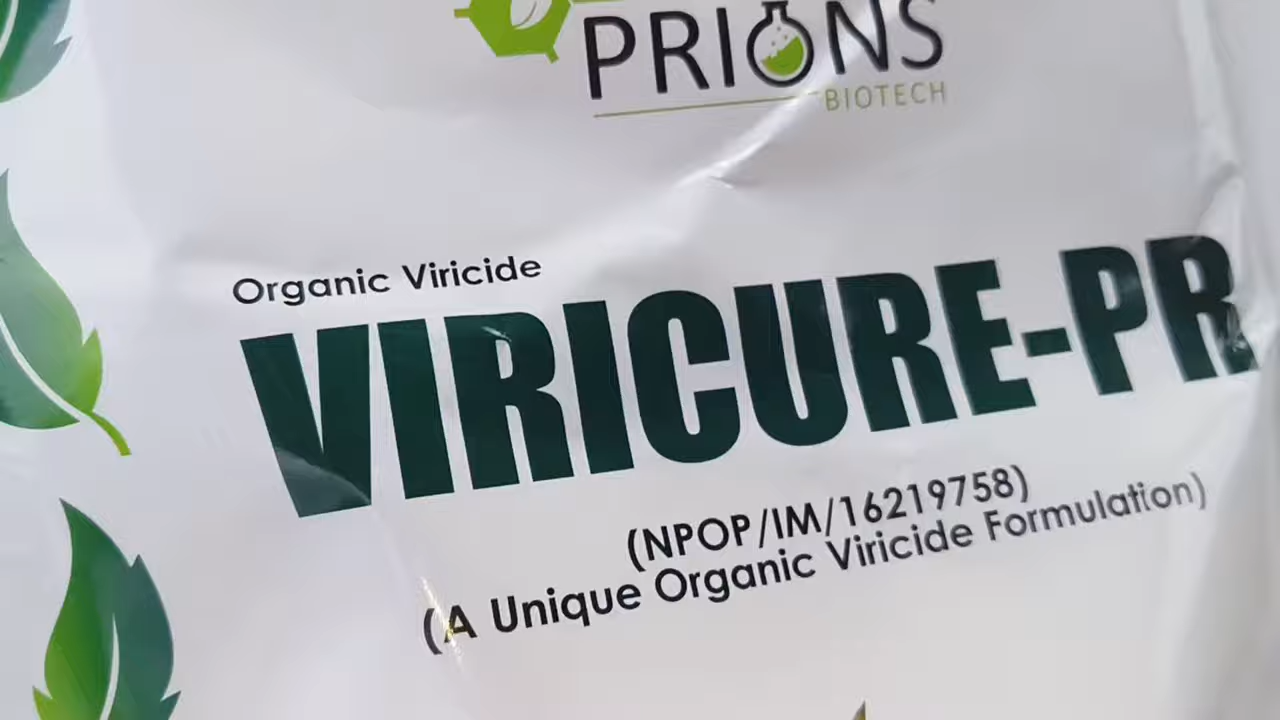 PRIONS
BIOTECH
Organic Viricide
VIRICURE-PR
(NPOP/IM/16219758)
(A Unique Organic Viricide Formulation)